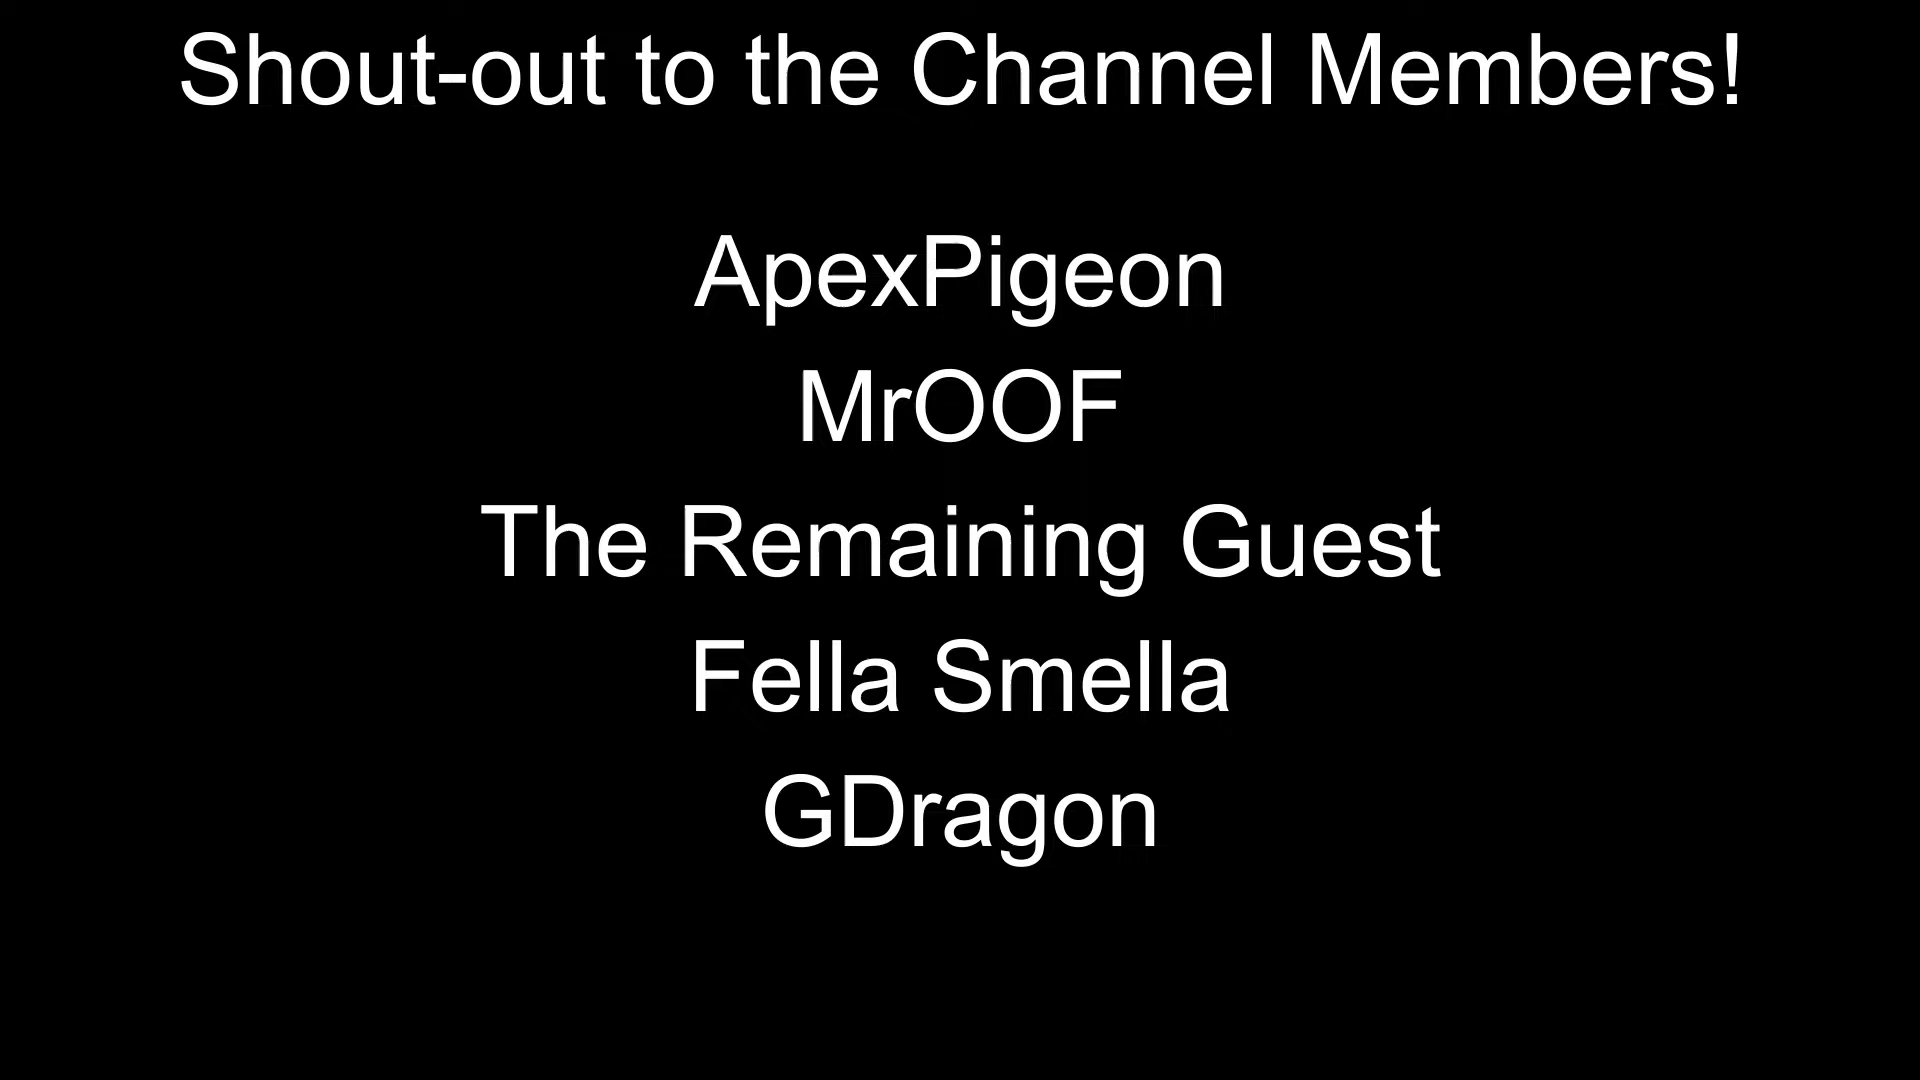 Shout-out to the Channel Members!
ApexPigeon
MrOOF
The Remaining Guest
Fella Smella
GDragon